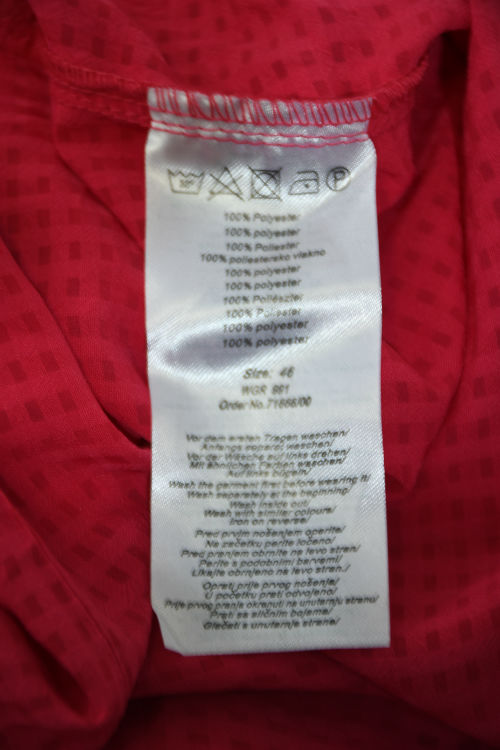 30°
P
100% Polyester
100% polyester
100% Poliester
100% poliestersko vlakno
100% polyester
100% polyester
100% Poliészter
100% Poliester
100% polyester
100% polyester
Size: 46
WGR 991
Order No.71666/00
Vor dem ersten Tragen waschen/
Anfangs separat waschen/
Vor der Wäsche auf links drehen/
Mit ähnlichen Farben waschen/
Auf links bügeln/
Wash the garment first before wearing it/
Wash separately at the beginning/
Wash inside out/
Wash with similar colours/
Iron on reverse/
Pred prvim nošenjem operite/
Na začetku perite ločeno/
Pred pranjem obrnite na levo stran/
Perite s podobnimi barvami/
Likajte obrnjeno na levo stran./
Oprati prije prvog nošenja/
U početku prati odvojeno/
Prije prvog pranja okrenuti na unutarnju stranu/
Prati sa sličnim bojama/
Glačati s unutarnje strane/